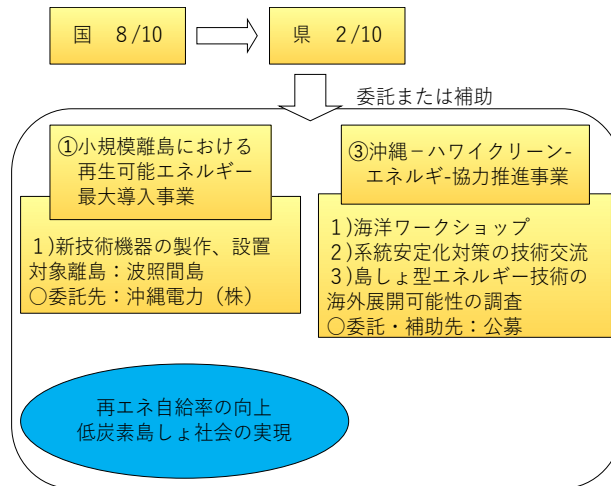 国　8/10
県　2/10
委託または補助
①小規模離島における
再生可能エネルギー
最大導入事業
1)新技術機器の製作、設置
対象離島：波照間島
○委託先：沖縄電力（株）
③沖縄－ハワイクリーン-
エネルギ-協力推進事業
1)海洋ワークショップ
2)系統安定化対策の技術交流
3)島しょ型エネルギー技術の
海外展開可能性の調査
○委託・補助先：公募
再エネ自給率の向上
低炭素島しょ社会の実現